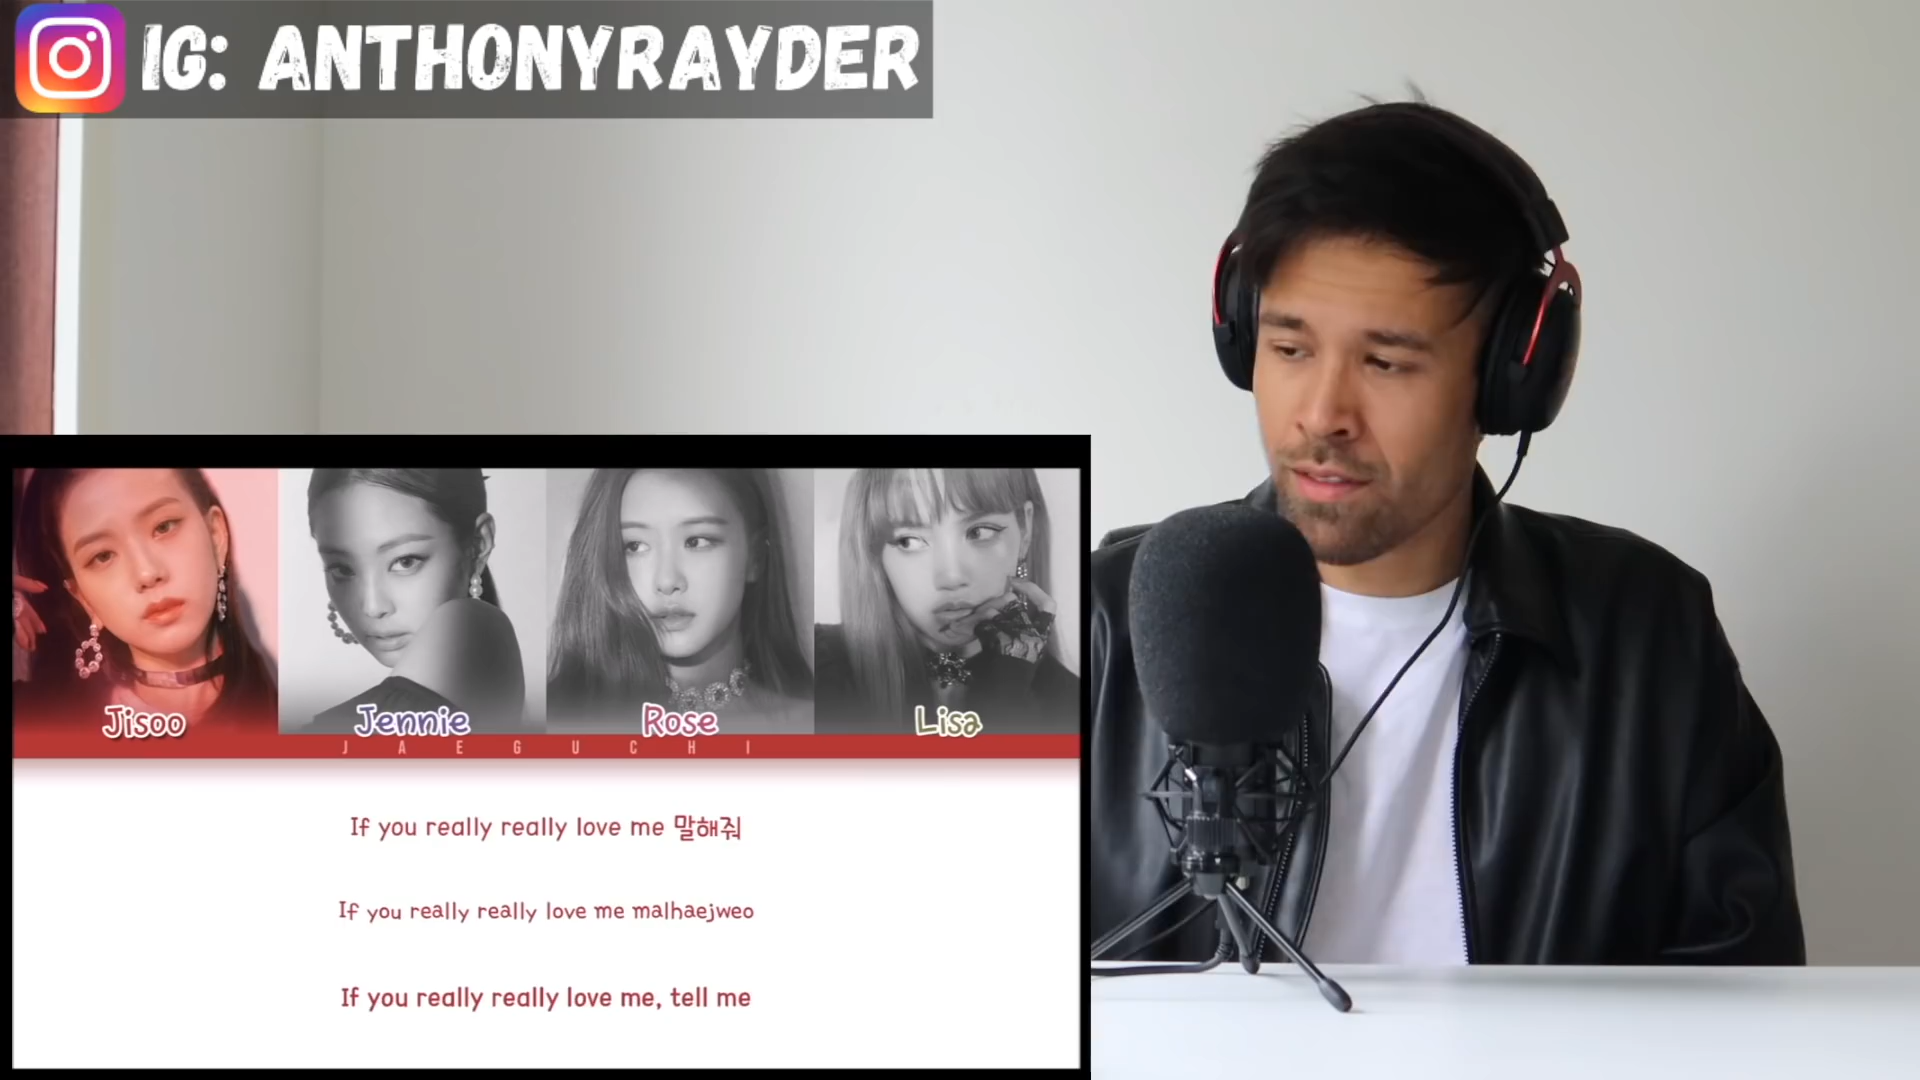 IG: ANTHONYRAYDER
Jisoo
Jennie
Rose
Lisa
JAEGUCHI
If you really really love me 말해줘
If you really really love me malhaejweo
If you really really love me, tell me